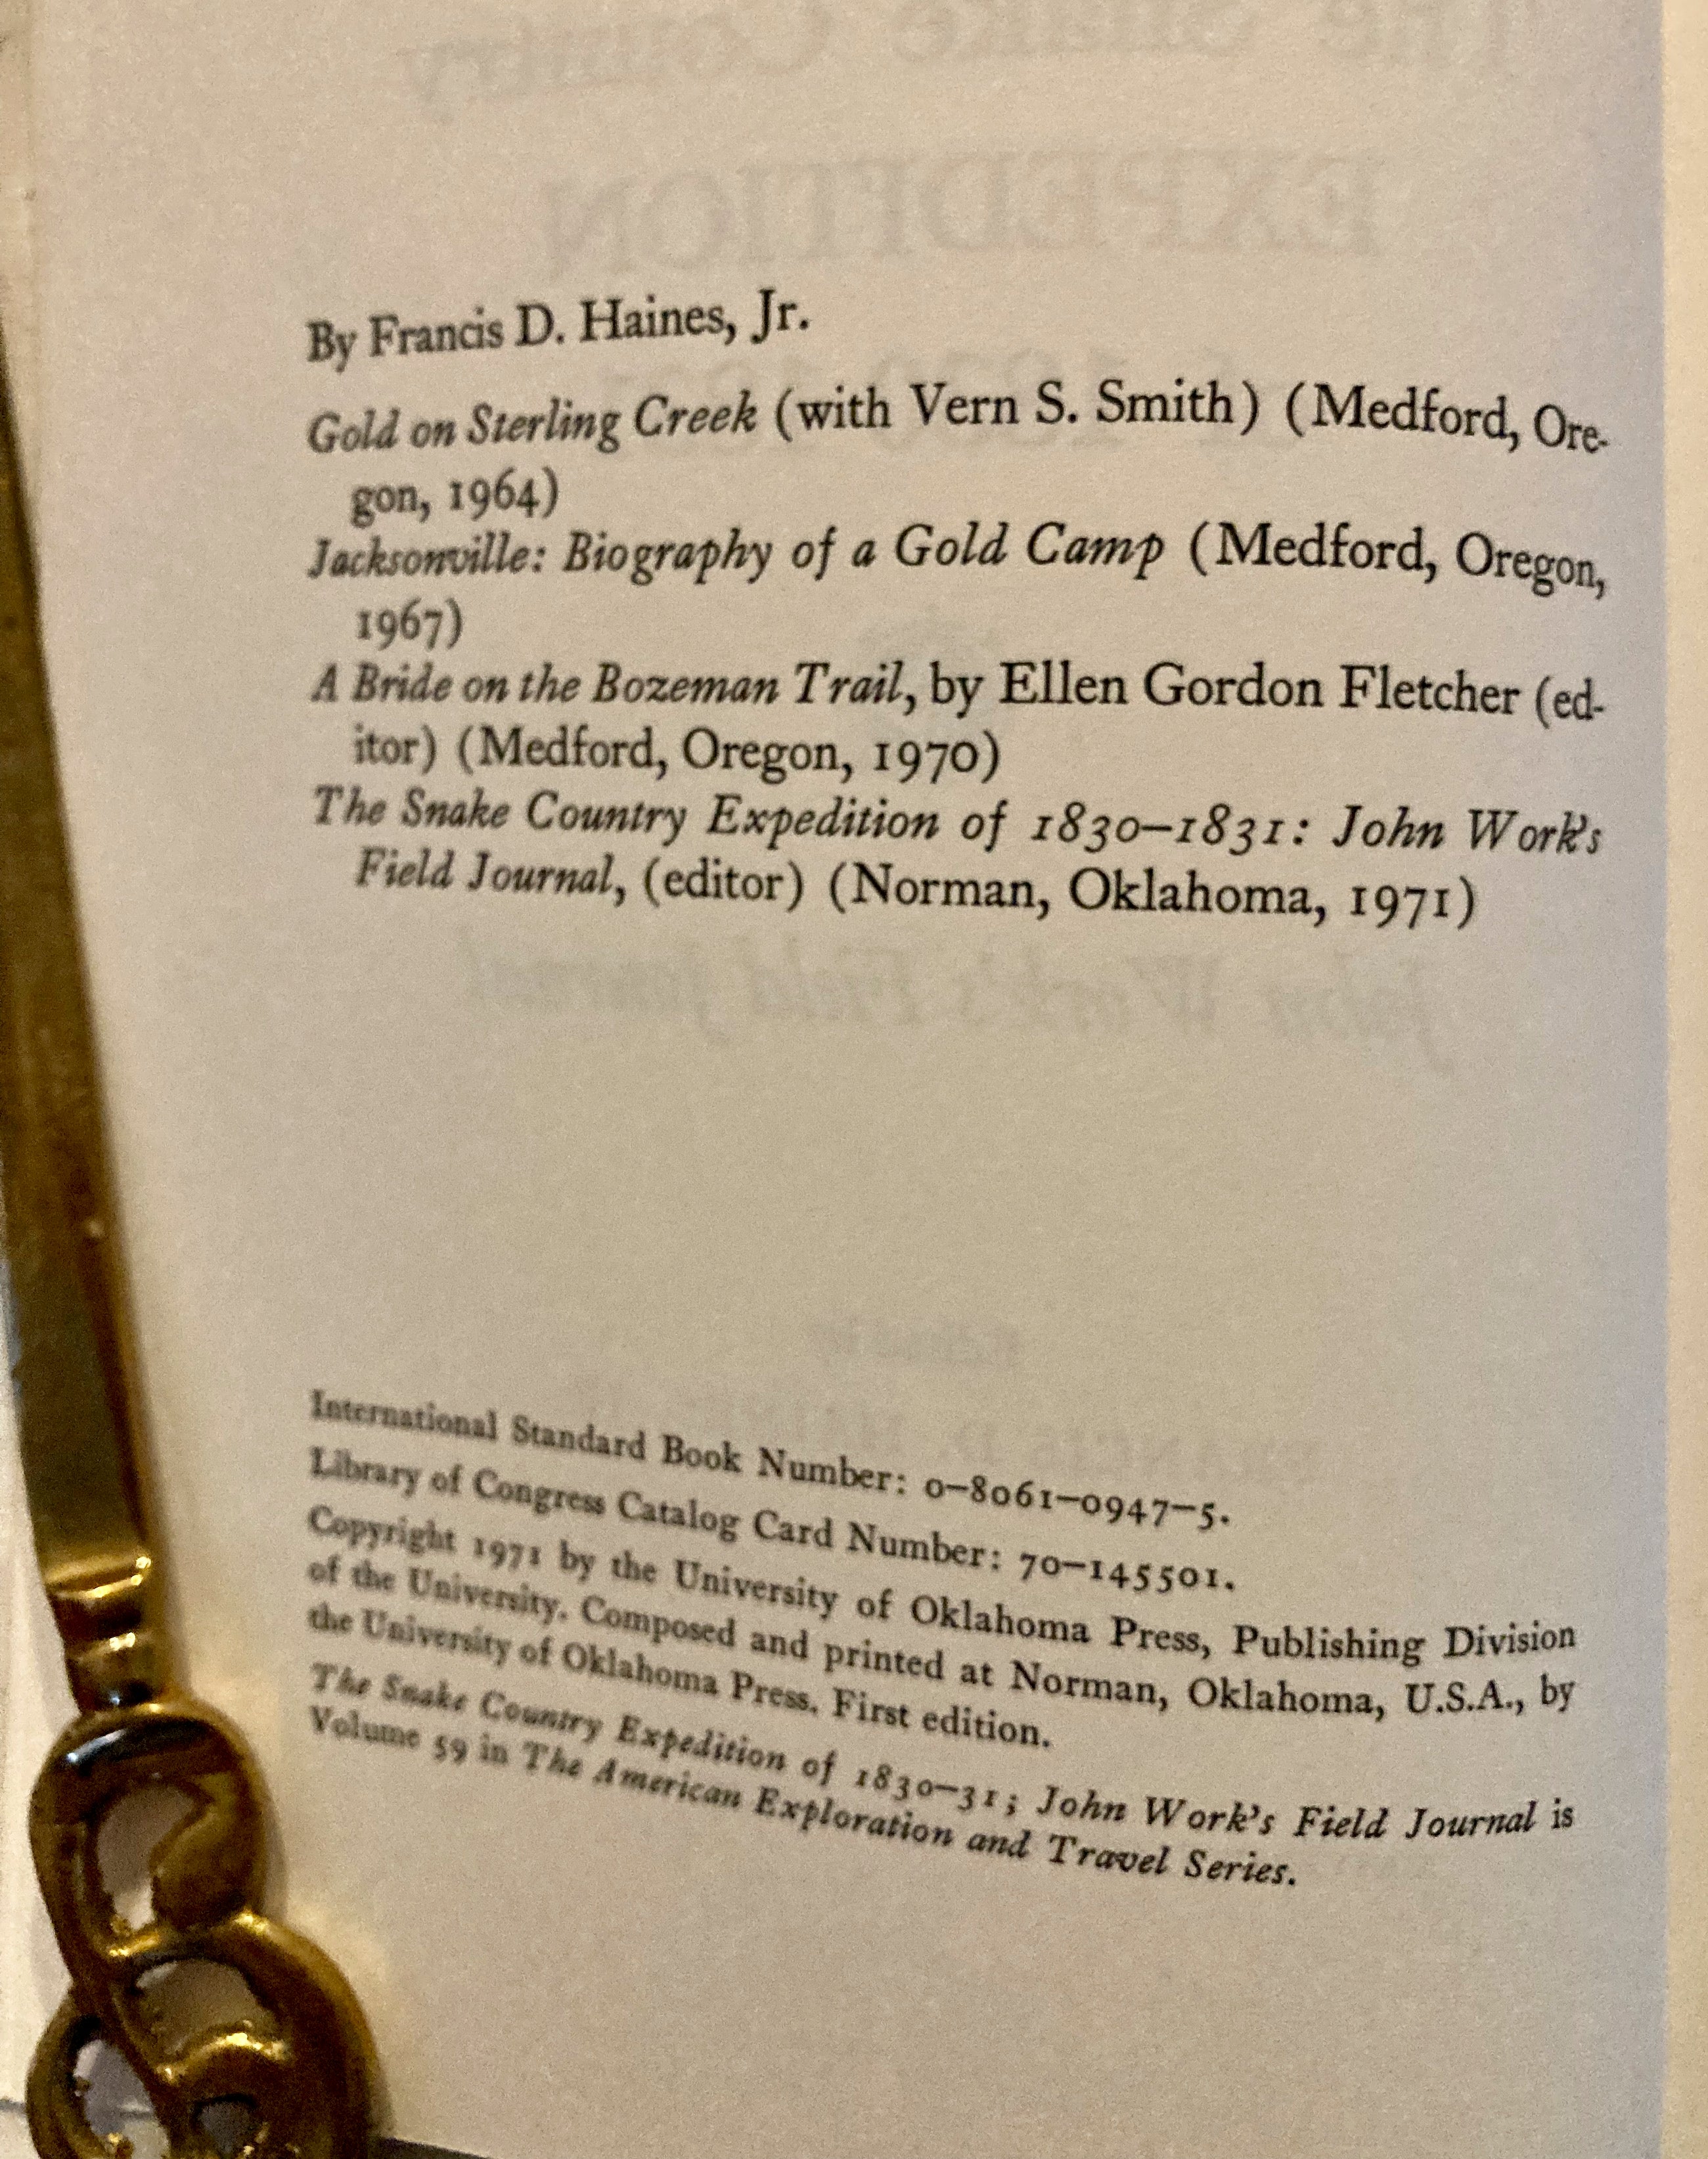 By Francis D. Haines, Jr.
Gold on Sterling Creek (with Vern S. Smith) (Medford, Ore-
gon, 1964)
Jacksonville: Biography of a Gold Camp (Medford, Oregon,
1967)
A Bride on the Bozeman Trail, by Ellen Gordon Fletcher (ed-
itor) (Medford, Oregon, 1970)
The Snake Country Expedition of 1830–1831: John Work's
Field Journal, (editor) (Norman, Oklahoma, 1971)
International Standard Book Number: 0–8061–0947–5.
Library of Congress Catalog Card Number: 70–145501.
Copyright 1971 by the University of Oklahoma Press, Publishing Division
of the University. Composed and printed at Norman, Oklahoma, U.S.A., by
the University of Oklahoma Press. First edition.
The Snake Country Expedition of 1830–31; John Work's Field Journal is
Volume 59 in The American Exploration and Travel Series.